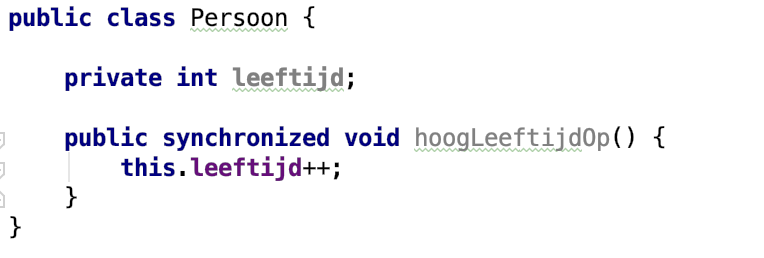 public class Persoon {
private int leeftijd;
public synchronized void hoogLeeftijdOp() {
this.leeftijd++;
}
}